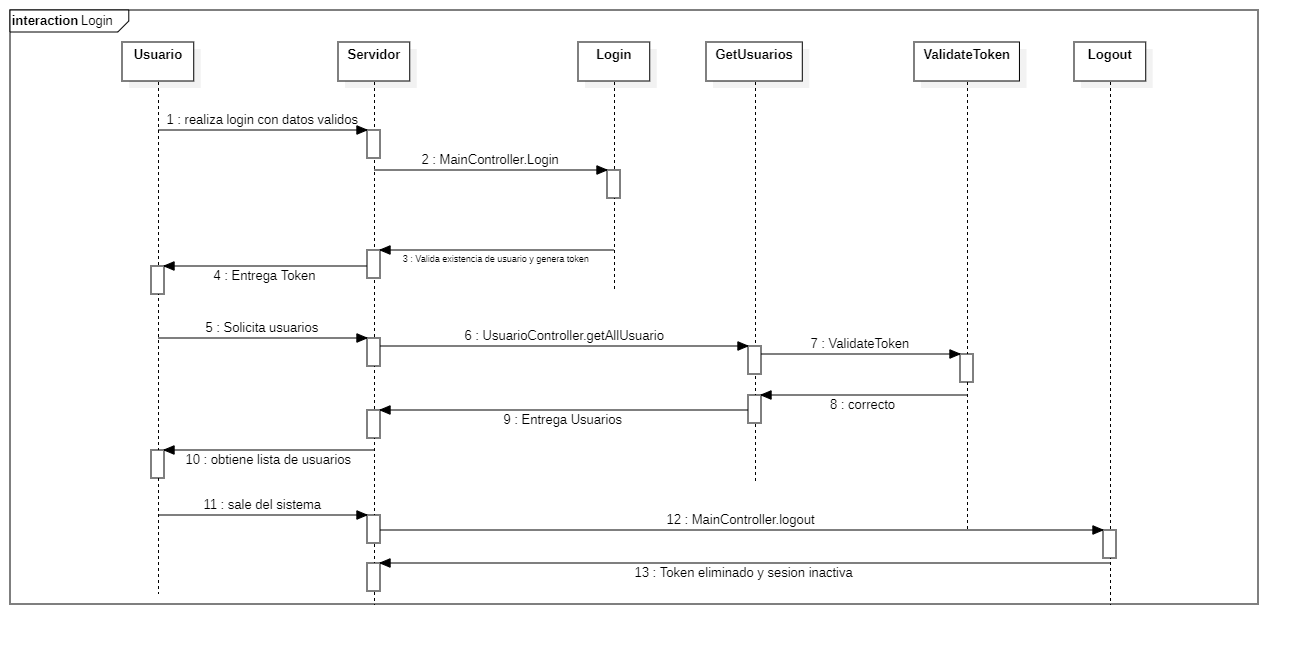 interaction Login
Usuario
Servidor
Login
GetUsuarios
ValidateToken
Logout
1 : realiza login con datos validos
2 : MainController.Login
3 : Valida existencia de usuario y genera token
4 : Entrega Token
5 : Solicita usuarios
6 : UsuarioController.getAllUsuario
7 : ValidateToken
8 : correcto
9 : Entrega Usuarios
10 : obtiene lista de usuarios
11 : sale del sistema
12 : MainController.logout
13 : Token eliminado y sesion inactiva